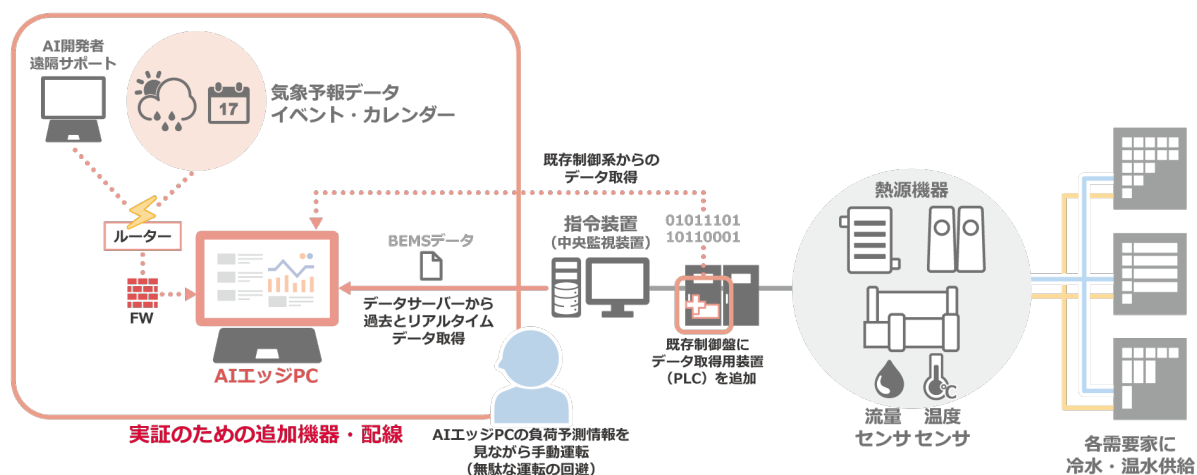 AI開発者
遠隔サポート
17
気象予報データ
イベント・カレンダー
ルーター
FW
AIエッジPC
BEMSデータ
データサーバーから
過去とリアルタイム
データ取得
既存制御系からの
データ取得
指令装置
（中央監視装置）
01011101
10110001
既存制御盤に
データ取得用装置
（PLC）を追加
熱源機器
℃
流量
センサ
温度
センサ
各需要家に
冷水・温水供給
実証のための追加機器・配線
AIエッジPCの負荷予測情報を
見ながら手動運転
（無駄な運転の回避）